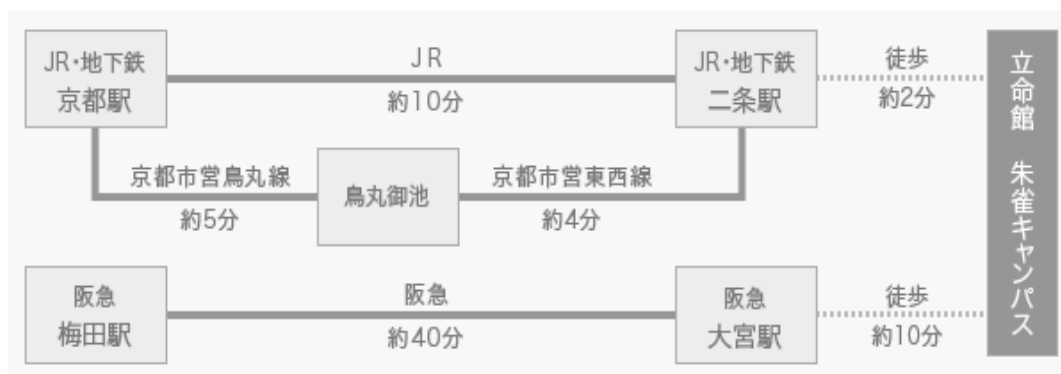 JR・地下鉄
京都駅
JR
約10分
JR・地下鉄
二条駅
徒歩
約2分
京都市営烏丸線
約5分
烏丸御池
京都市営東西線
約4分
阪急
梅田駅
阪急
約40分
阪急
大宮駅
徒歩
約10分
立命館 朱雀キャンパス